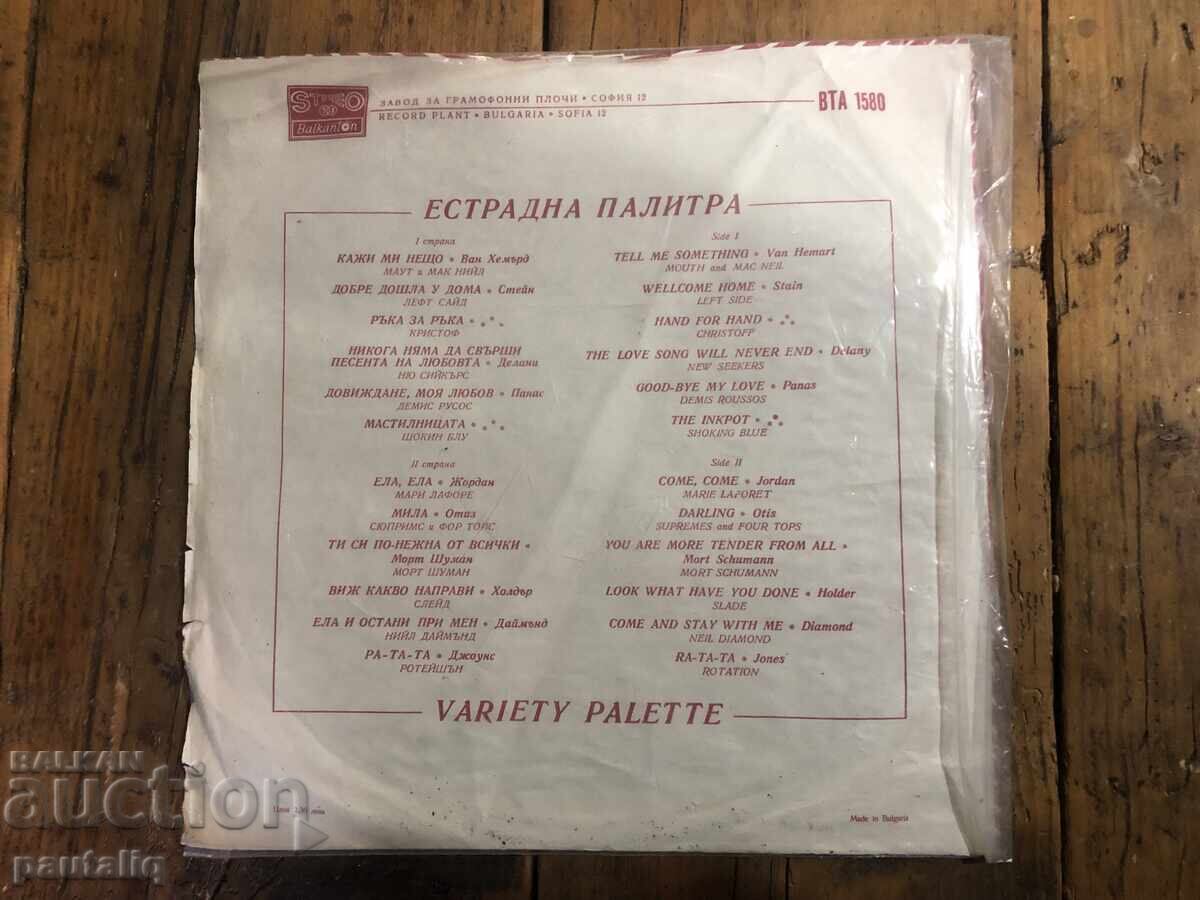 STEREO
Balkanton
ЗАВОД ЗА ГРАМОФОННИ ПЛОЧИ • СОФИЯ 12
RECORD PLANT • BULGARIA • SOFIA 12
ВТА 1580
ЕСТРАДНА ПАЛИТРА
I страна
КАЖИ МИ НЕЩО • Ван Хемърд
МАУТ и МАК НИЙЛ
ДОБРЕ ДОШЛА У ДОМА • Стейн
ЛЕФТ САЙД
РЪКА ЗА РЪКА •
КРИСТОФ
НИКОГА НЯМА ДА СВЪРШИ
ПЕСЕНТА НА ЛЮБОВТА • Делани
НЮ СИЙКЪРС
ДОВИЖДАНЕ, МОЯ ЛЮБОВ • Панас
ДЕМИС РУСОС
МАСТИЛНИЦАТА •
ШОКИН БЛУ
II страна
ЕЛА, ЕЛА • Жордан
МАРИ ЛАФОРЕ
МИЛА • Отиз
СЮПРИМС и ФОР ТОПС
ТИ СИ ПО-НЕЖНА ОТ ВСИЧКИ •
Морт Шуман
МОРТ ШУМАН
ВИЖ КАКВО НАПРАВИ • Холдър
СЛЕЙД
ЕЛА И ОСТАНИ ПРИ МЕН • Даймънд
НИЙЛ ДАЙМЪНД
РА-ТА-ТА • Джоунс
РОТЕЙШЪН
Side I
TELL ME SOMETHING • Van Hemart
MOUTH and MAC NEIL
WELLCOME HOME • Stain
LEFT SIDE
HAND FOR HAND •
CHRISTOFF
THE LOVE SONG WILL NEVER END • Delany
NEW SEEKERS
GOOD-BYE MY LOVE • Panas
DEMIS ROUSSOS
THE INKPOT •
SHOKING BLUE
Side II
COME, COME • Jordan
MARIE LAFORET
DARLING • Otis
SUPREMES and FOUR TOPS
YOU ARE MORE TENDER FROM ALL •
Mort Schumann
MORT SCHUMANN
LOOK WHAT HAVE YOU DONE • Holder
SLADE
COME AND STAY WITH ME • Diamond
NEIL DIAMOND
RA-TA-TA • Jones
ROTATION
VARIETY PALETTE
Цена лева
Made in Bulgaria
BALKAN
auction
pautaliq